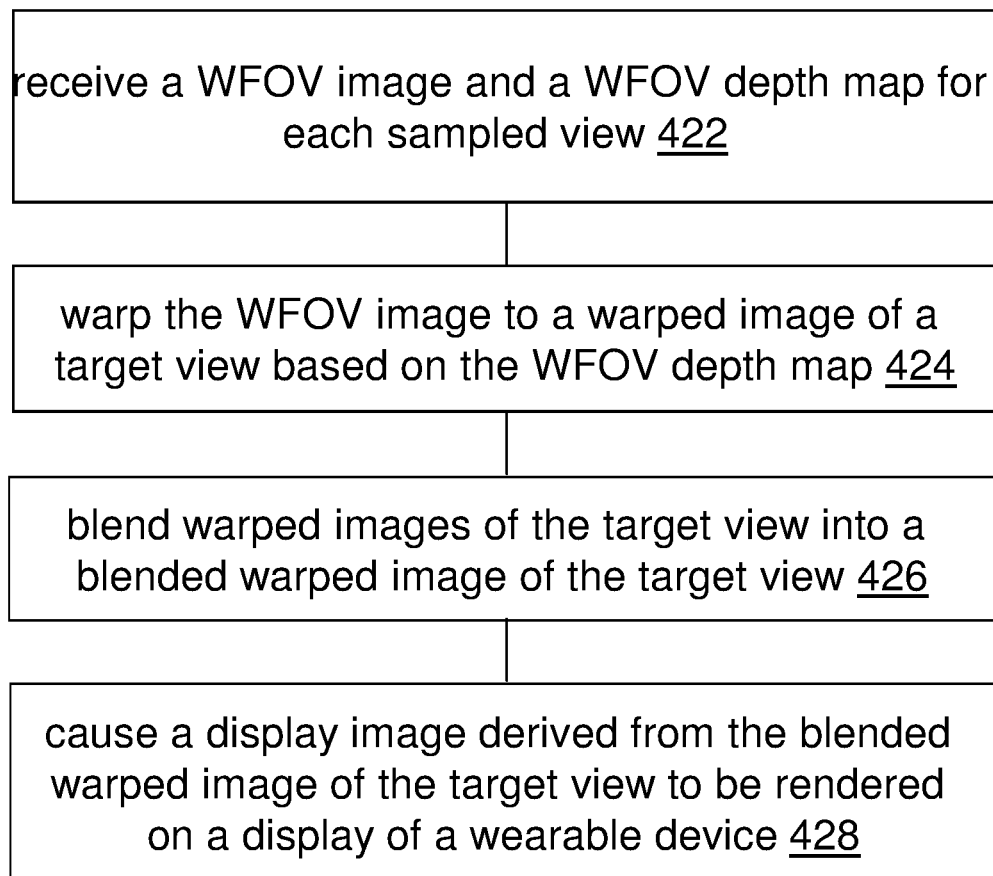 receive a WFOV image and a WFOV depth map for
each sampled view 422
warp the WFOV image to a warped image of a
target view based on the WFOV depth map 424
blend warped images of the target view into a
blended warped image of the target view 426
cause a display image derived from the blended
warped image of the target view to be rendered
on a display of a wearable device 428